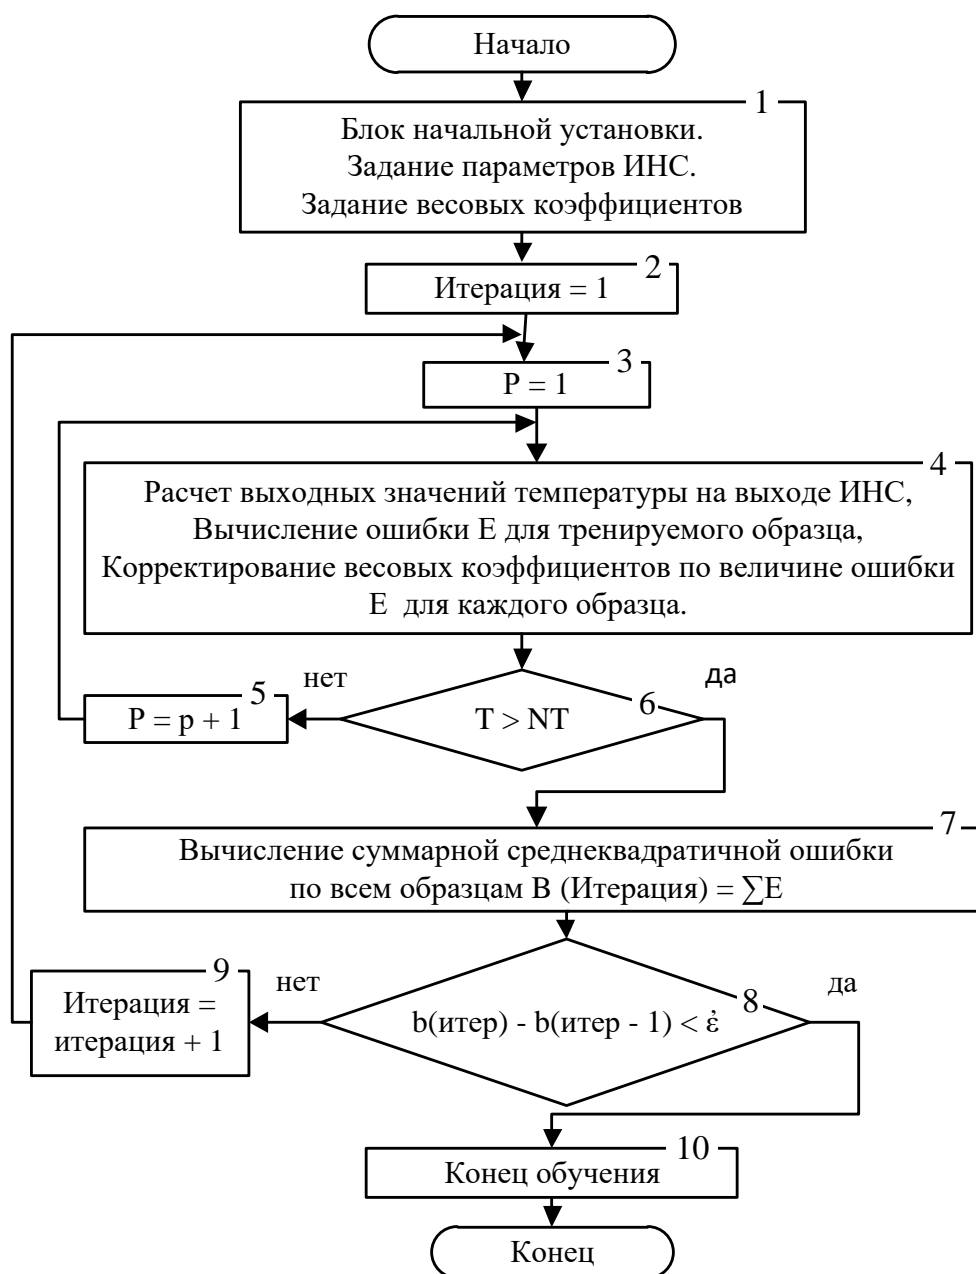 Начало
1
Блок начальной установки.
Задание параметров ИНС.
Задание весовых коэффициентов
2
Итерация = 1
3
P = 1
4
Расчет выходных значений температуры на выходе ИНС,
Вычисление ошибки E для тренируемого образца,
Корректирование весовых коэффициентов по величине ошибки
E для каждого образца.
нет
да
5
P = p + 1
6
T > NT
7
Вычисление суммарной среднеквадратичной ошибки
по всем образцам B (Итерация) = ∑E
9
нет
да
Итерация =
итерация + 1
8
b(итер) - b(итер - 1) < ἐ
10
Конец обучения
Конец